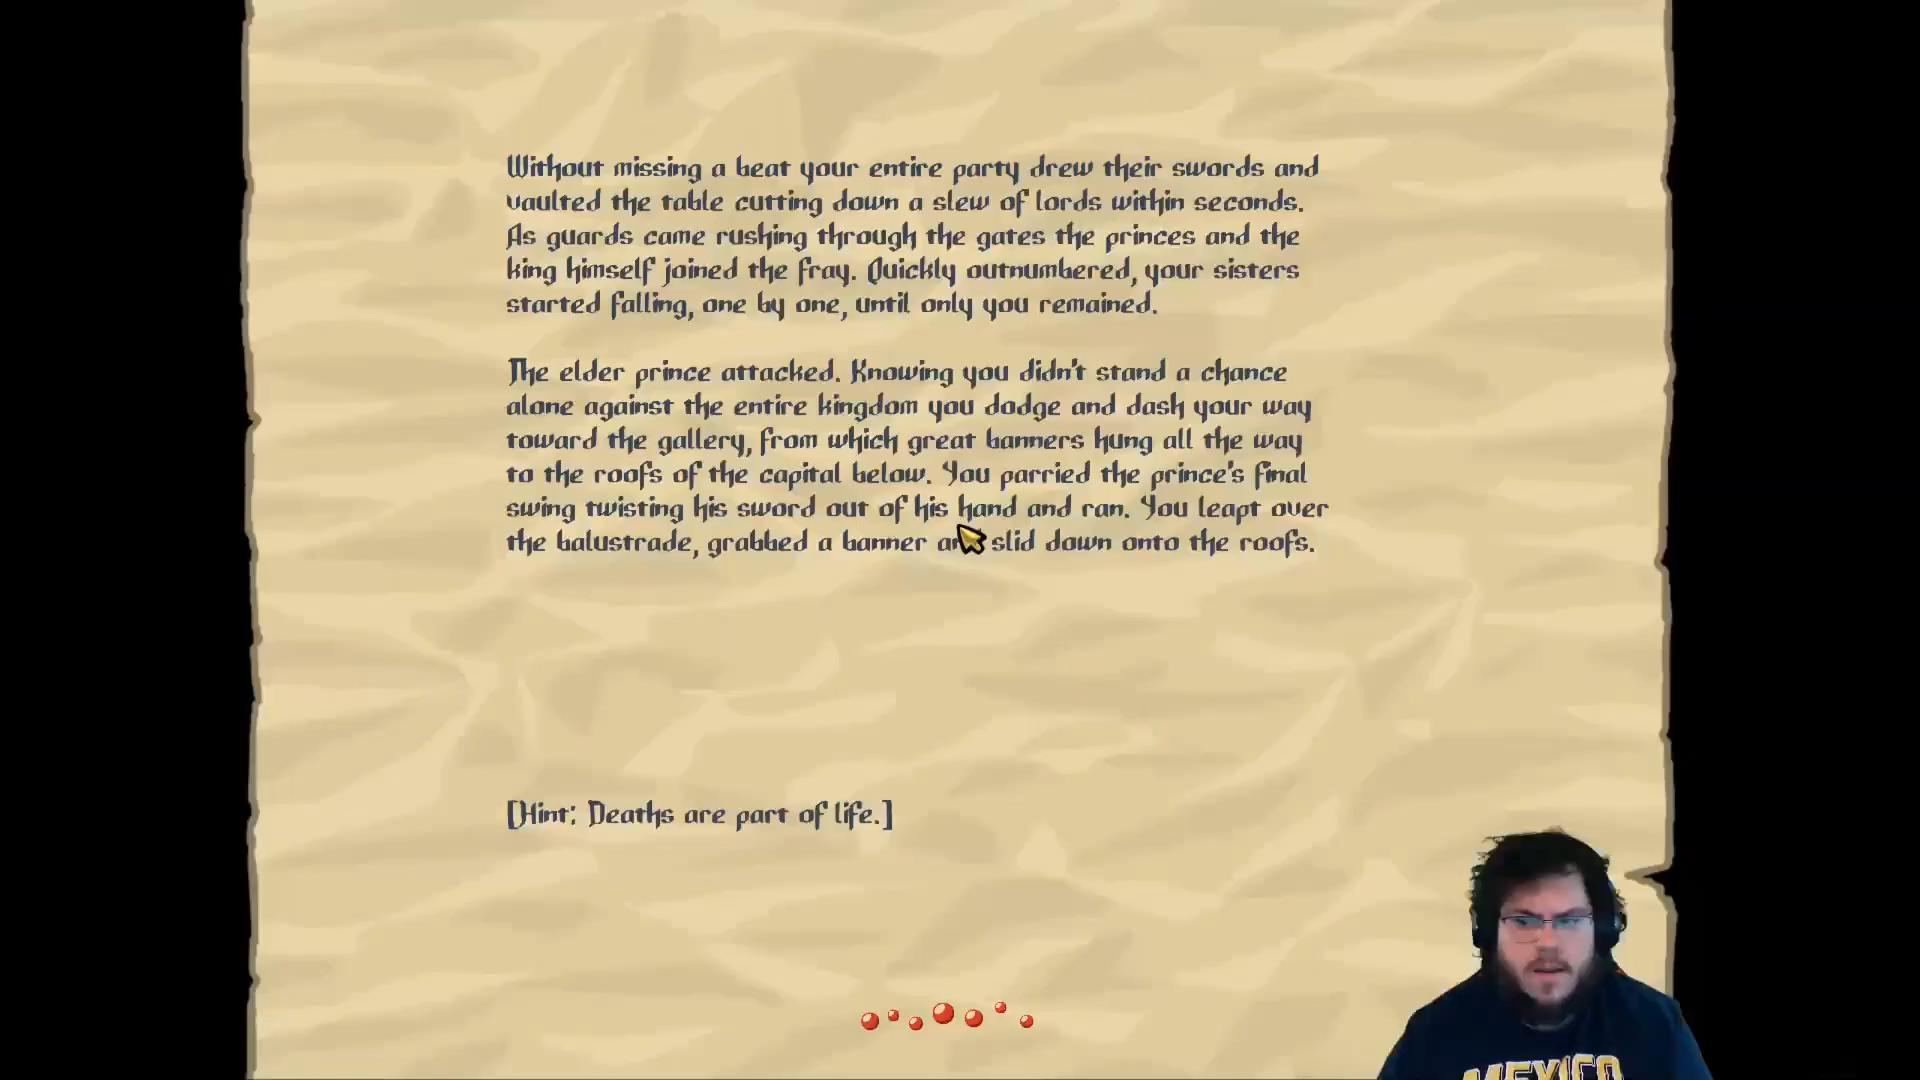 Without missing a beat your entire party drew their swords and
vaulted the table cutting down a slew of lords within seconds.
As guards came rushing through the gates the princes and the
king himself joined the fray. Quickly outnumbered, your sisters
started falling, one by one, until only you remained.
The elder prince attacked. Knowing you didn't stand a chance
alone against the entire kingdom you dodge and dash your way
toward the gallery, from which great banners hung all the way
to the roofs of the capital below. You parried the prince's final
swing twisting his sword out of his hand and ran. You leapt over
the balustrade, grabbed a banner and slid down onto the roofs.
[Hint: Deaths are part of life.]
MEXICO